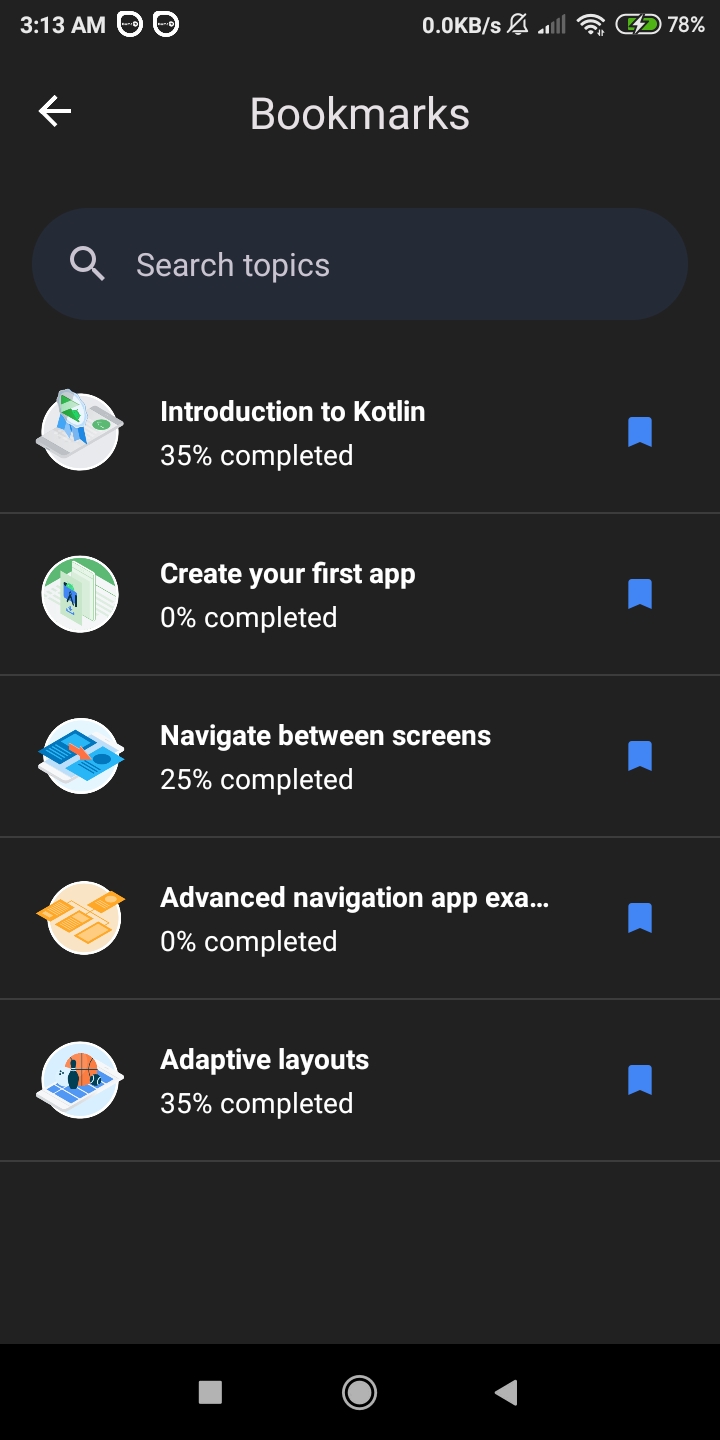 3:13 AM 0.0KB/s 78%
Bookmarks
Search topics
Introduction to Kotlin
35% completed
Create your first app
0% completed
Navigate between screens
25% completed
Advanced navigation app exa...
0% completed
Adaptive layouts
35% completed